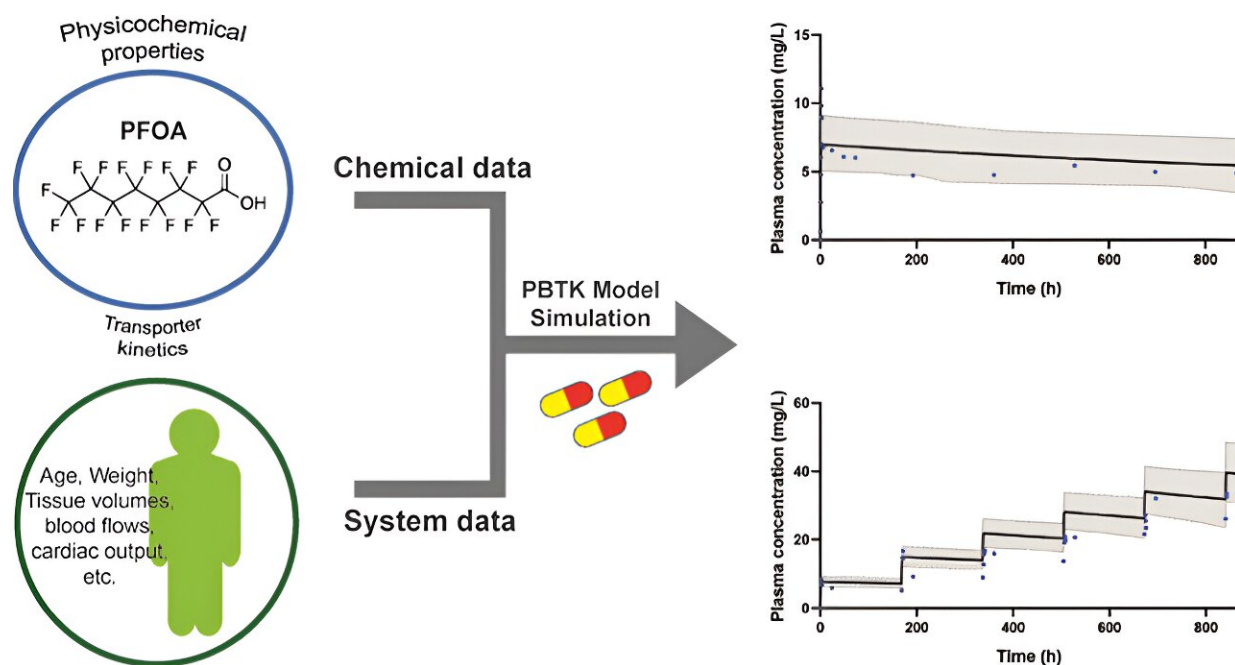 Physicochemical
properties
PFOA
F F F F F F F O
F
OH
F F F F F F F
Transporter
kinetics
Age, Weight,
Tissue volumes,
blood flows,
cardiac output,
etc.
Chemical data
PBTK Model
Simulation
System data
Plasma concentration (mg/L)
15
10
5
0
0 200 400 600 800
Time (h)
Plasma concentration (mg/L)
60
40
20
0
0 200 400 600 800
Time (h)